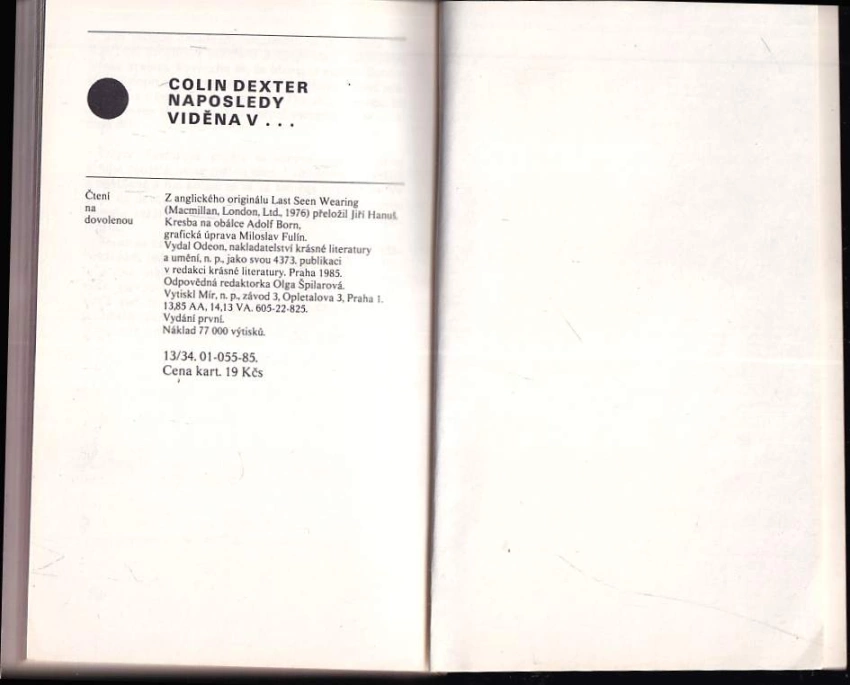 COLIN DEXTER
NAPOSLEDY
VIDĚNA V . . .
Čtení
na
dovolenou
Z anglického originálu Last Seen Wearing
(Macmillan, London, Ltd., 1976) přeložil Jiří Hanuš.
Kresba na obálce Adolf Born,
grafická úprava Miloslav Fulín.
Vydal Odeon, nakladatelství krásné literatury
a umění, n. p., jako svou 4373. publikaci
v redakci krásné literatury. Praha 1985.
Odpovědná redaktorka Olga Špilarová.
Vytiskl Mír, n. p., závod 3, Opletalova 3, Praha 1.
13,85 AA, 14,13 VA. 605-22-825.
Vydání první.
Náklad 77 000 výtisků.
13/34. 01-055-85.
Cena kart. 19 Kčs